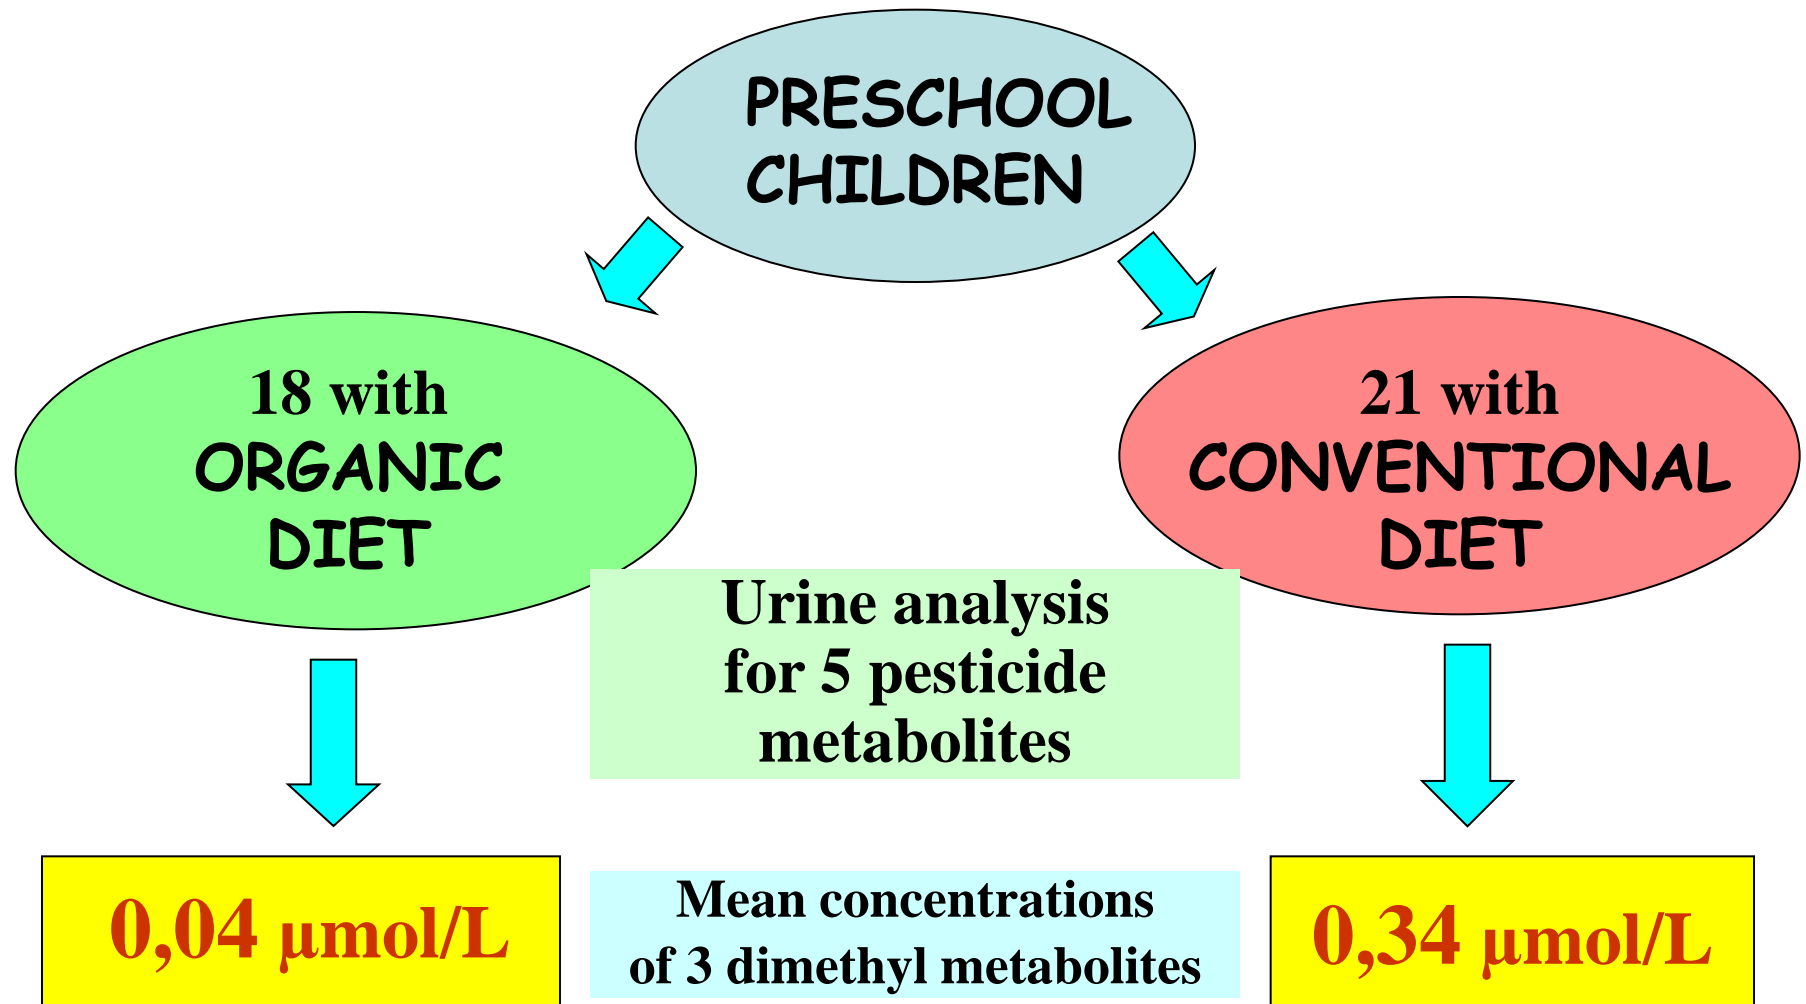 PRESCHOOL
CHILDREN
18 with
ORGANIC
DIET
21 with
CONVENTIONAL
DIET
Urine analysis
for 5 pesticide
metabolites
0,04 μmol/L
Mean concentrations
of 3 dimethyl metabolites
0,34 μmol/L